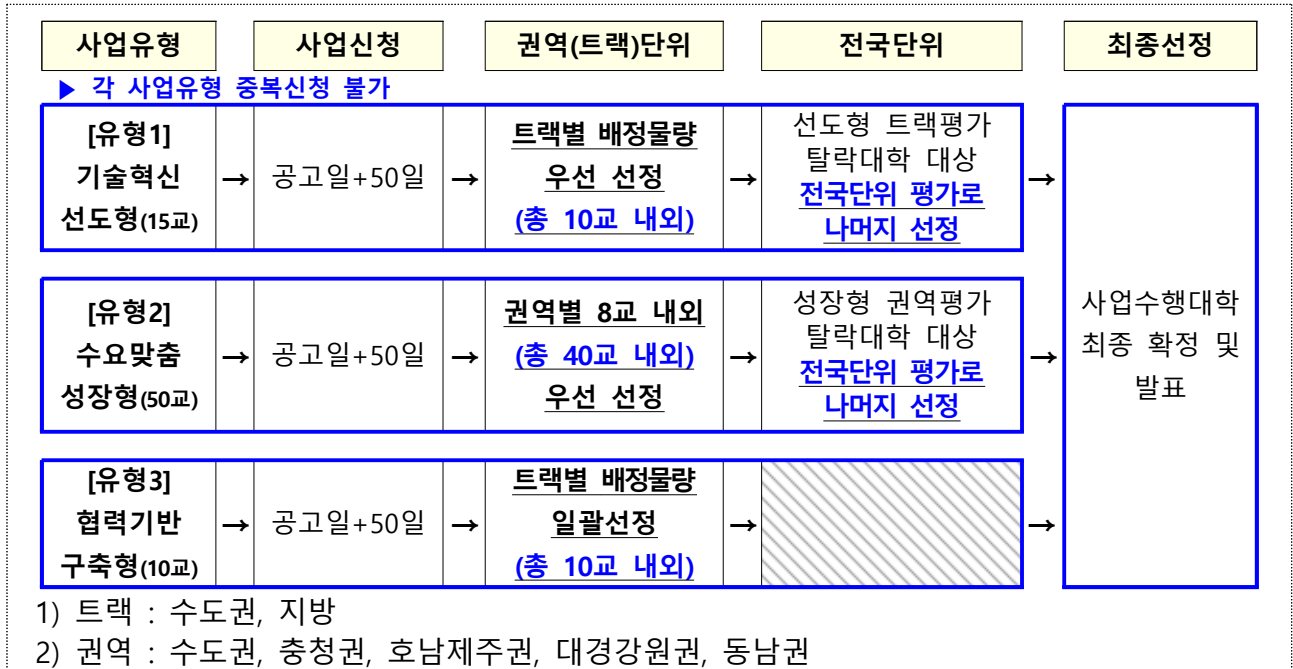 사업유형 사업신청 권역(트랙)단위 전국단위 최종선정
▶ 각 사업유형 중복신청 불가
[유형1]
기술혁신
선도형(15교)
→
공고일+50일
→
트랙별 배정물량
우선 선정
(총 10교 내외)
→
선도형 트랙평가
탈락대학 대상
전국단위 평가로
나머지 선정
→
[유형2]
수요맞춤
성장형(50교)
→
공고일+50일
→
권역별 8교 내외
(총 40교 내외)
우선 선정
→
성장형 권역평가
탈락대학 대상
전국단위 평가로
나머지 선정
→
[유형3]
협력기반
구축형(10교)
→
공고일+50일
→
트랙별 배정물량
일괄선정
(총 10교 내외)
→
→
사업수행대학
최종 확정 및
발표
1) 트랙 : 수도권, 지방
2) 권역 : 수도권, 충청권, 호남제주권, 대경강원권, 동남권